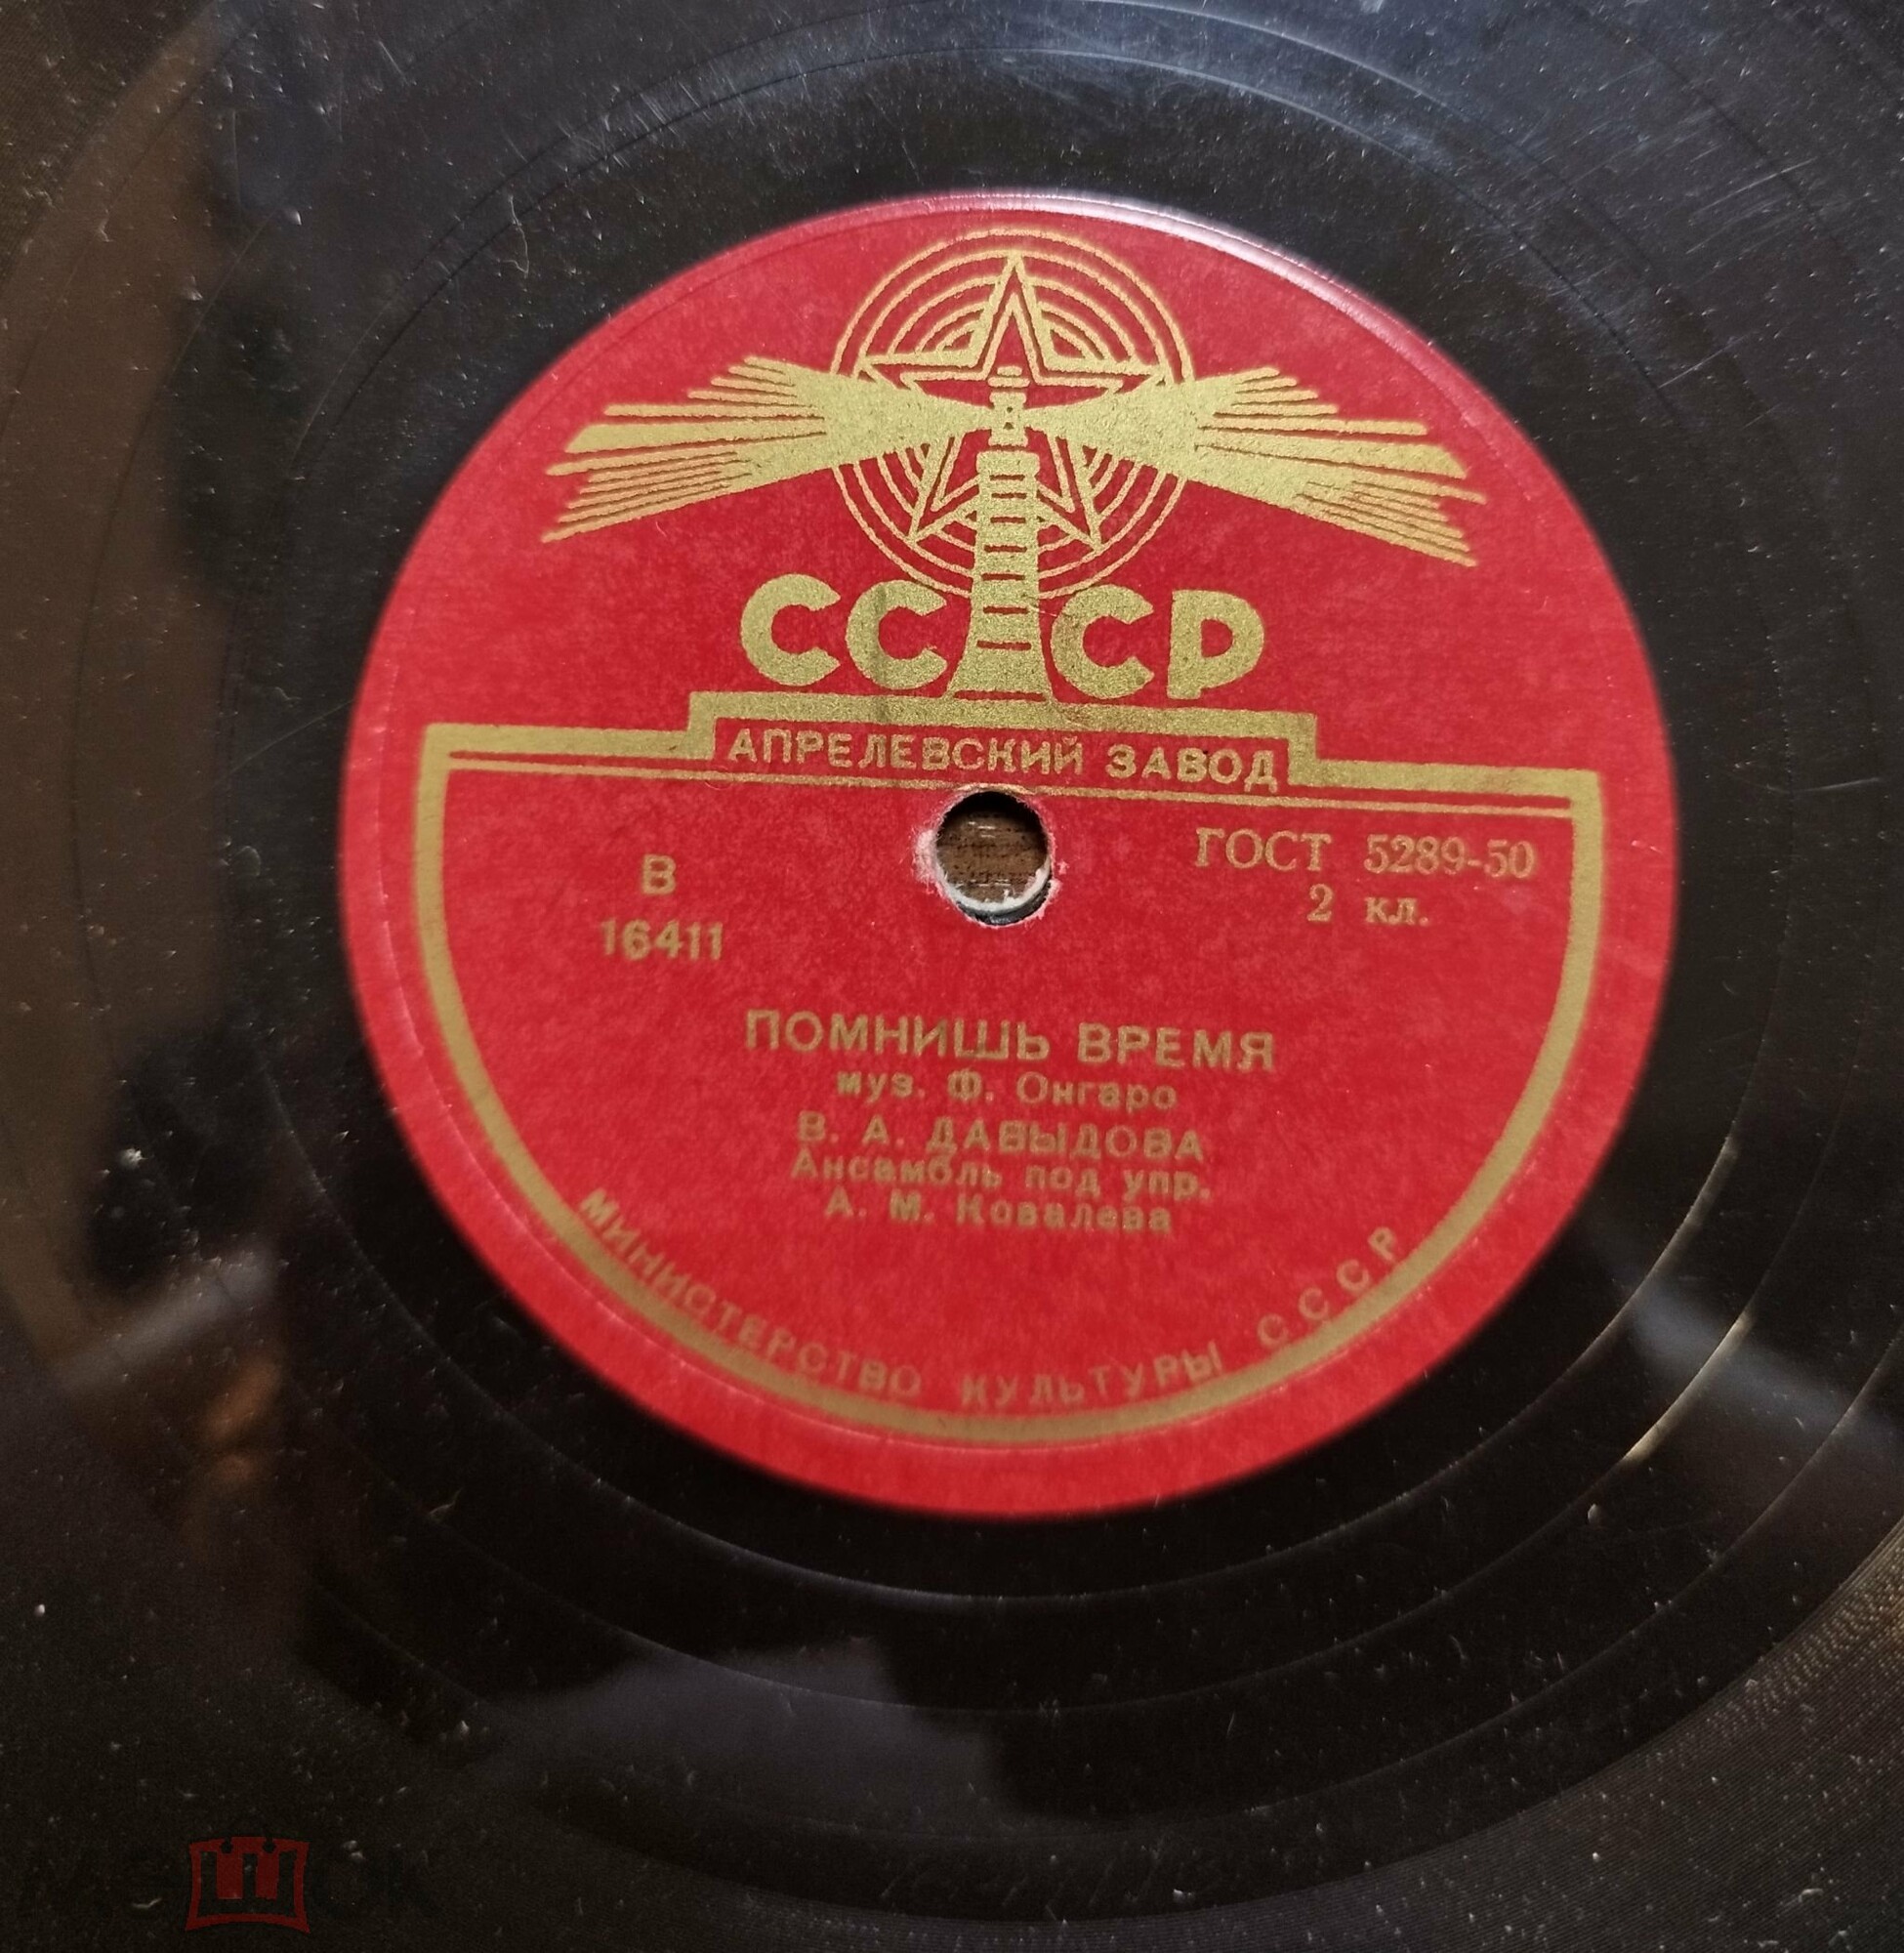 СССР
АПРЕЛЕВСКИЙ ЗАВОД
В
16411
ГОСТ 5289-50
2 кл.
ПОМНИШЬ ВРЕМЯ
муз. Ф. Онгаро
В. А. ДАВЫДОВА
Ансамбль под упр.
А. М. Ковалева
МИНИСТЕРСТВО КУЛЬТУРЫ СССР